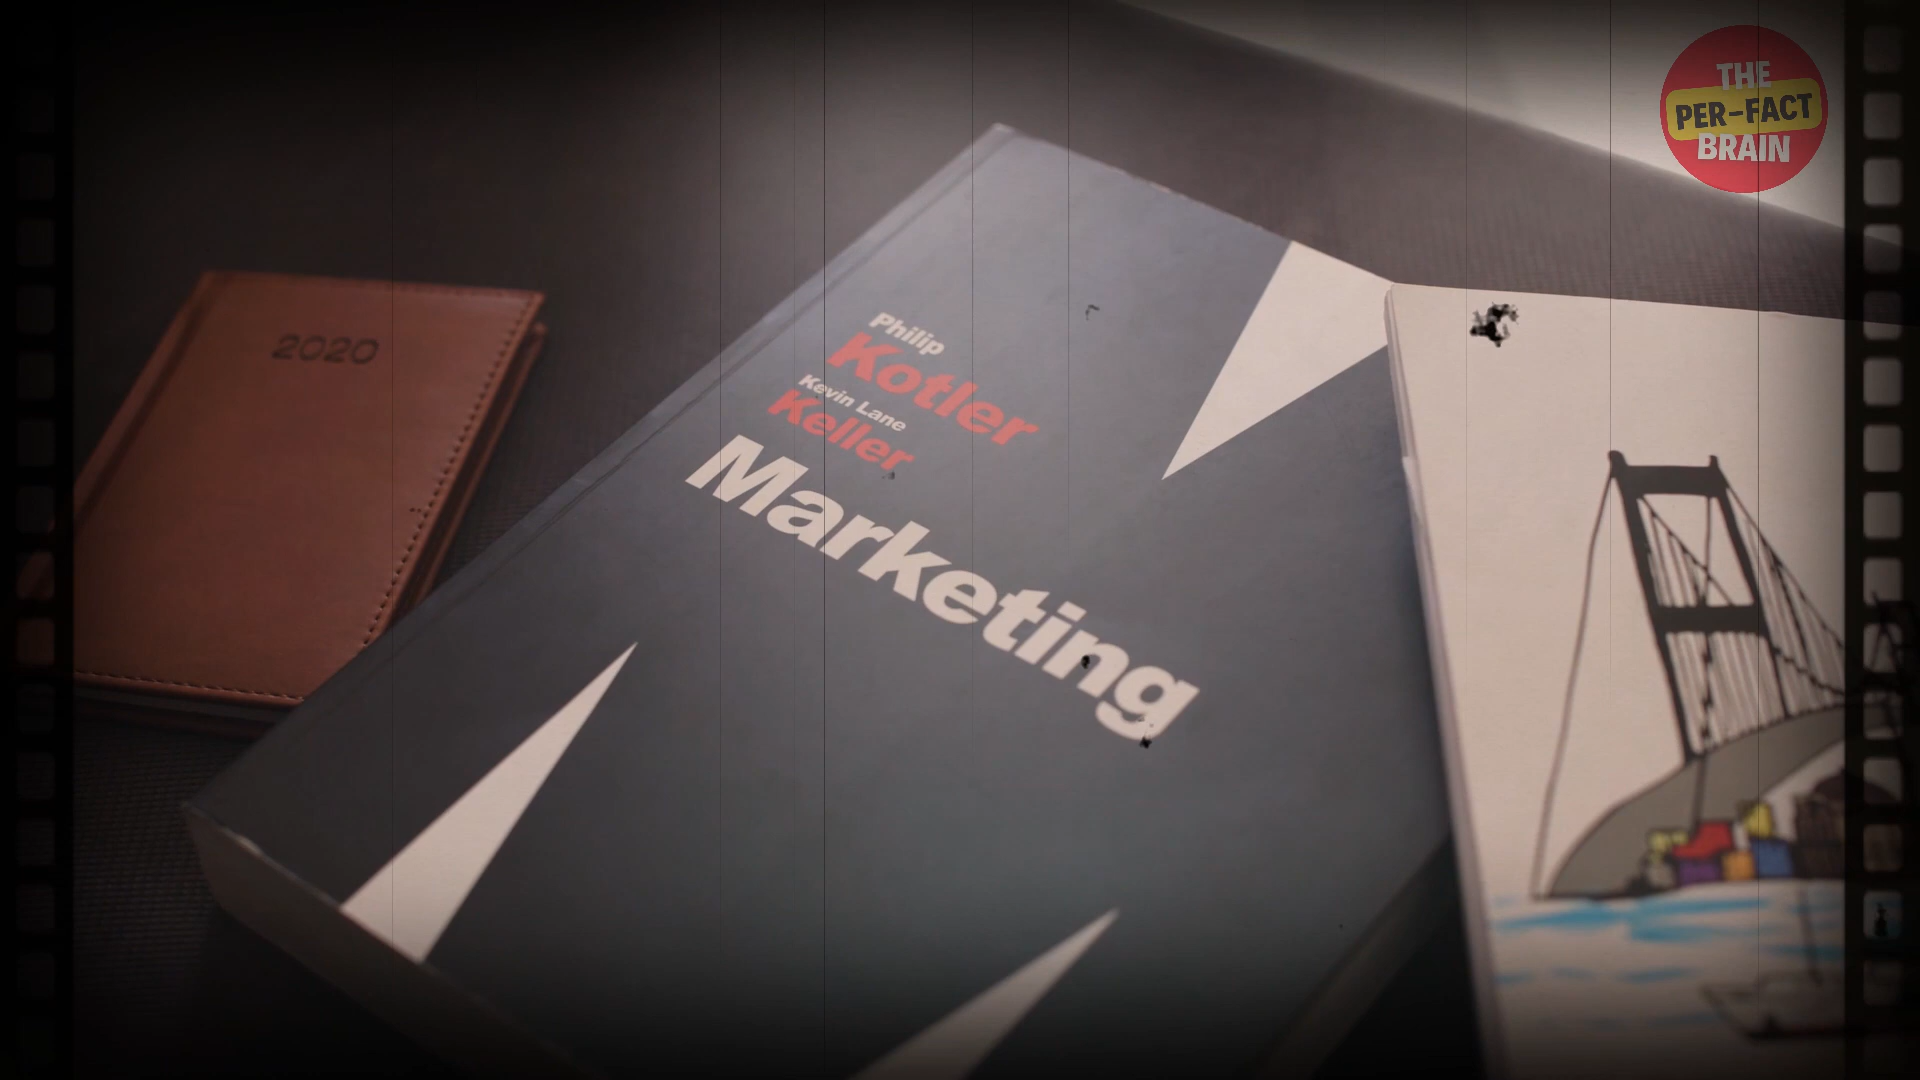 THE
PER-FACT
BRAIN
2020
Philip
Kotler
Kevin Lane
Keller
Marketing